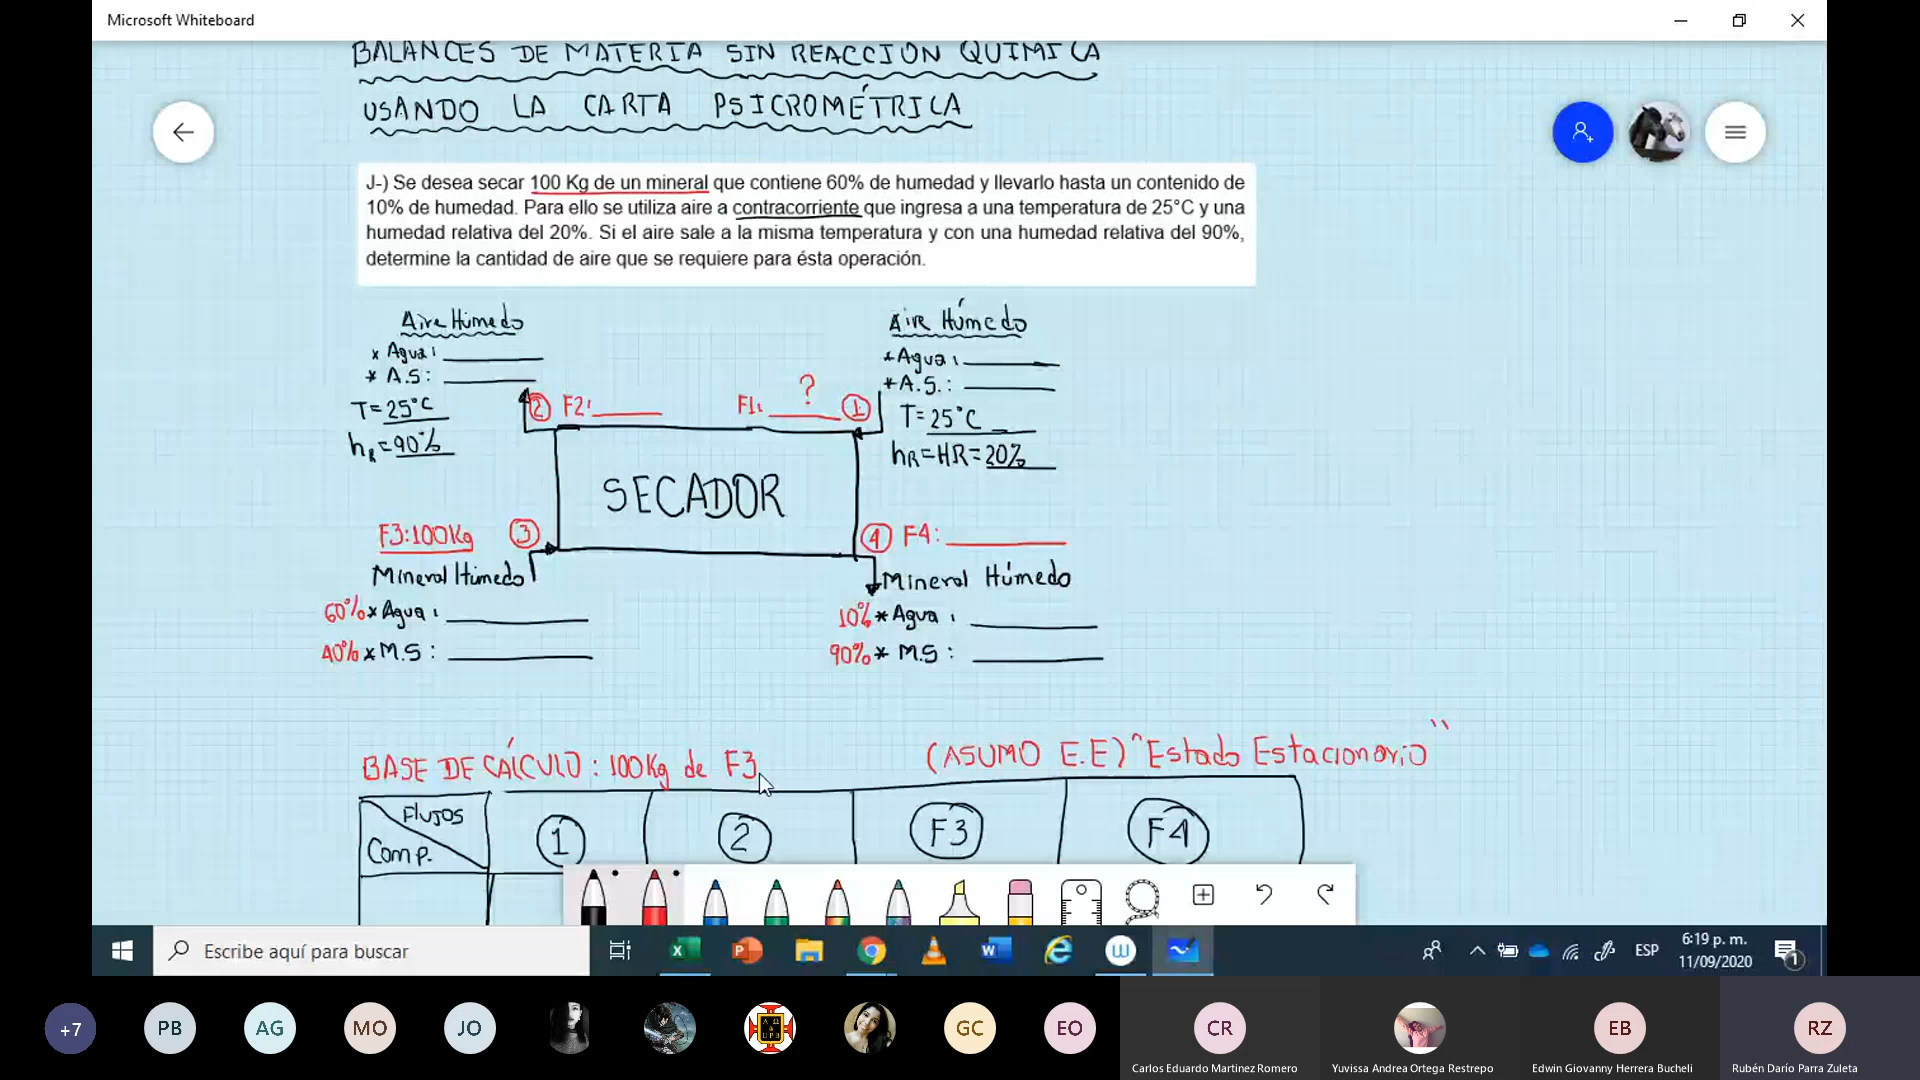 Microsoft Whiteboard
BALANCES DE MATERIA SIN REACCIÓN QUIMICA
USANDO LA CARTA PSICROMÉTRICA
J-) Se desea secar 100 Kg de un mineral que contiene 60% de humedad y llevarlo hasta un contenido de
10% de humedad. Para ello se utiliza aire a contracorriente que ingresa a una temperatura de 25°C y una
humedad relativa del 20%. Si el aire sale a la misma temperatura y con una humedad relativa del 90%,
determine la cantidad de aire que se requiere para ésta operación.
Aire Húmedo
* Agua:
* A.S:
T=25°C
hR=90%
2 F2:
F1: ? 1
Aire Húmedo
* Agua:
* A.S.:
T=25°C
hR=HR=20%
SECADOR
F3:100Kg 3
Mineral Húmedo
60% * Agua:
40% * M.S:
4 F4:
Mineral Húmedo
10% * Agua:
90% * M.S:
BASE DE CÁLCULO: 100Kg de F3
(ASUMO E.E) "Estado Estacionario"
Flujos
Comp.
1
2
F3
F4
Escribe aquí para buscar
ESP
6:19 p. m.
11/09/2020
1
+7
PB
AG
MO
JO
GC
EO
CR
EB
RZ
Carlos Eduardo Martinez Romero
Yuvissa Andrea Ortega Restrepo
Edwin Giovanny Herrera Bucheli
Rubén Darío Parra Zuleta